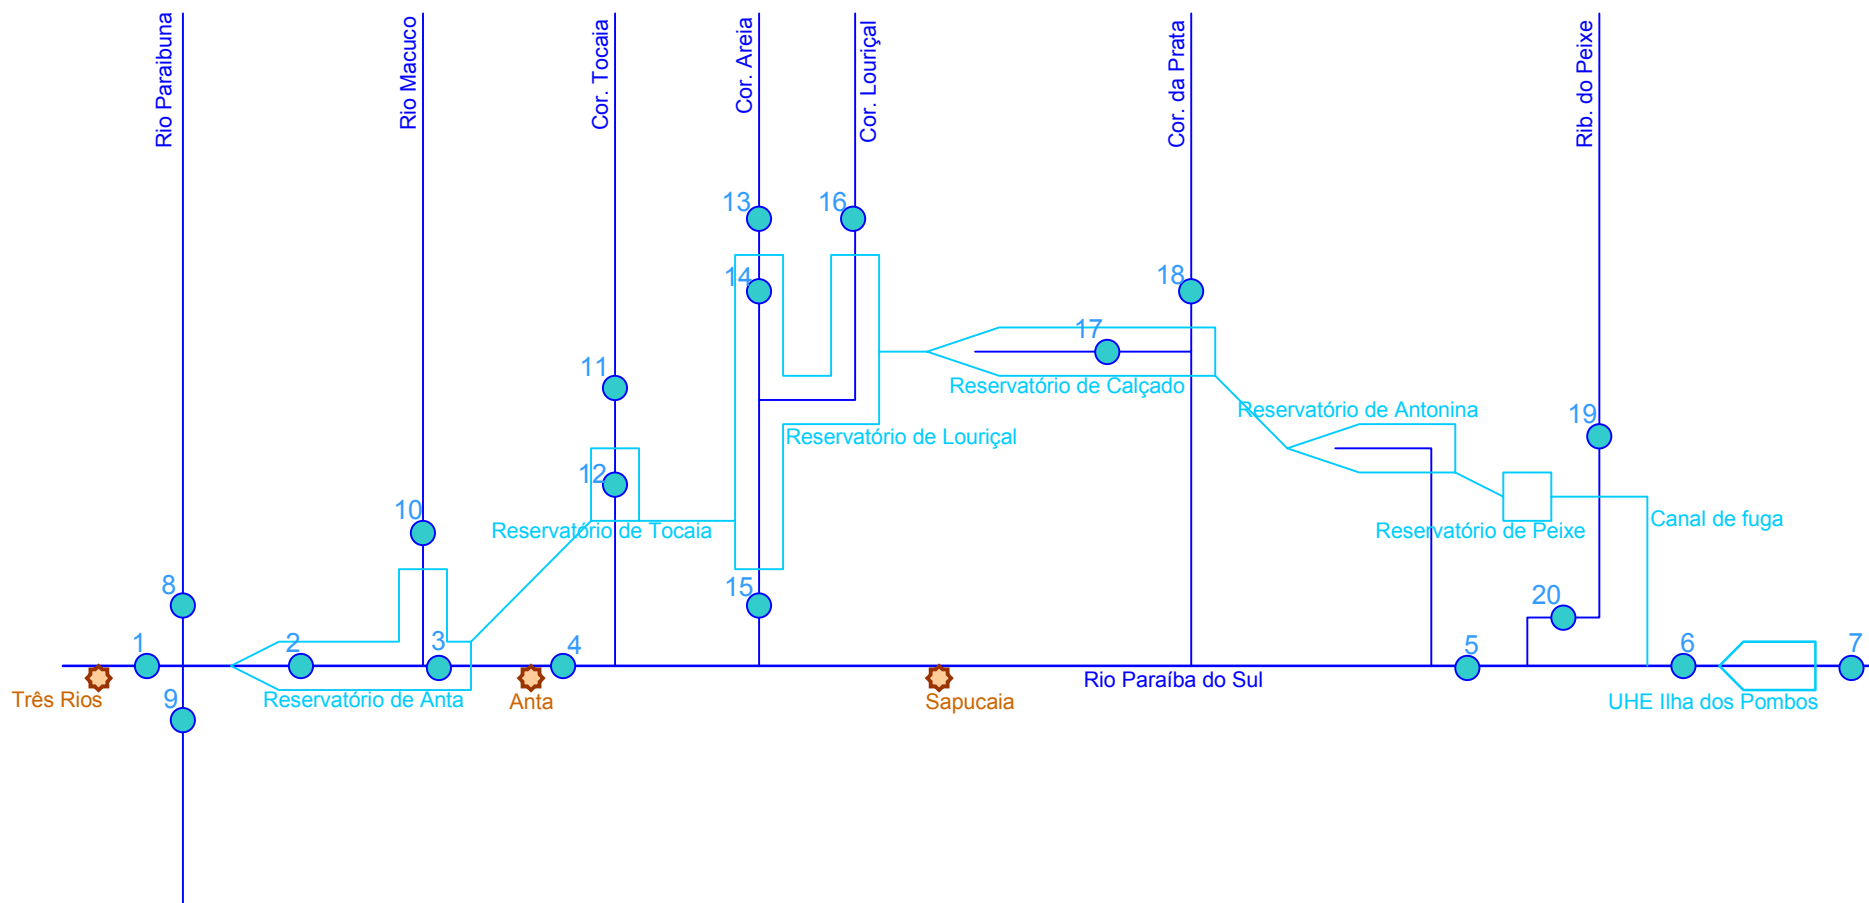 Rio Paraibuna
Rio Macuco
Cor. Tocaia
Cor. Areia
Cor. Louriçal
Cor. da Prata
Rib. do Peixe
13
16
14
18
17
11
Reservatório de Calçado
Reservatório de Antonina
19
Reservatório de Louriçal
12
10
Reservatório de Tocaia
Reservatório de Peixe
Canal de fuga
8
15
20
1
2
3
4
5
6
7
Rio Paraíba do Sul
Três Rios
9
Reservatório de Anta
Anta
Sapucaia
UHE Ilha dos Pombos